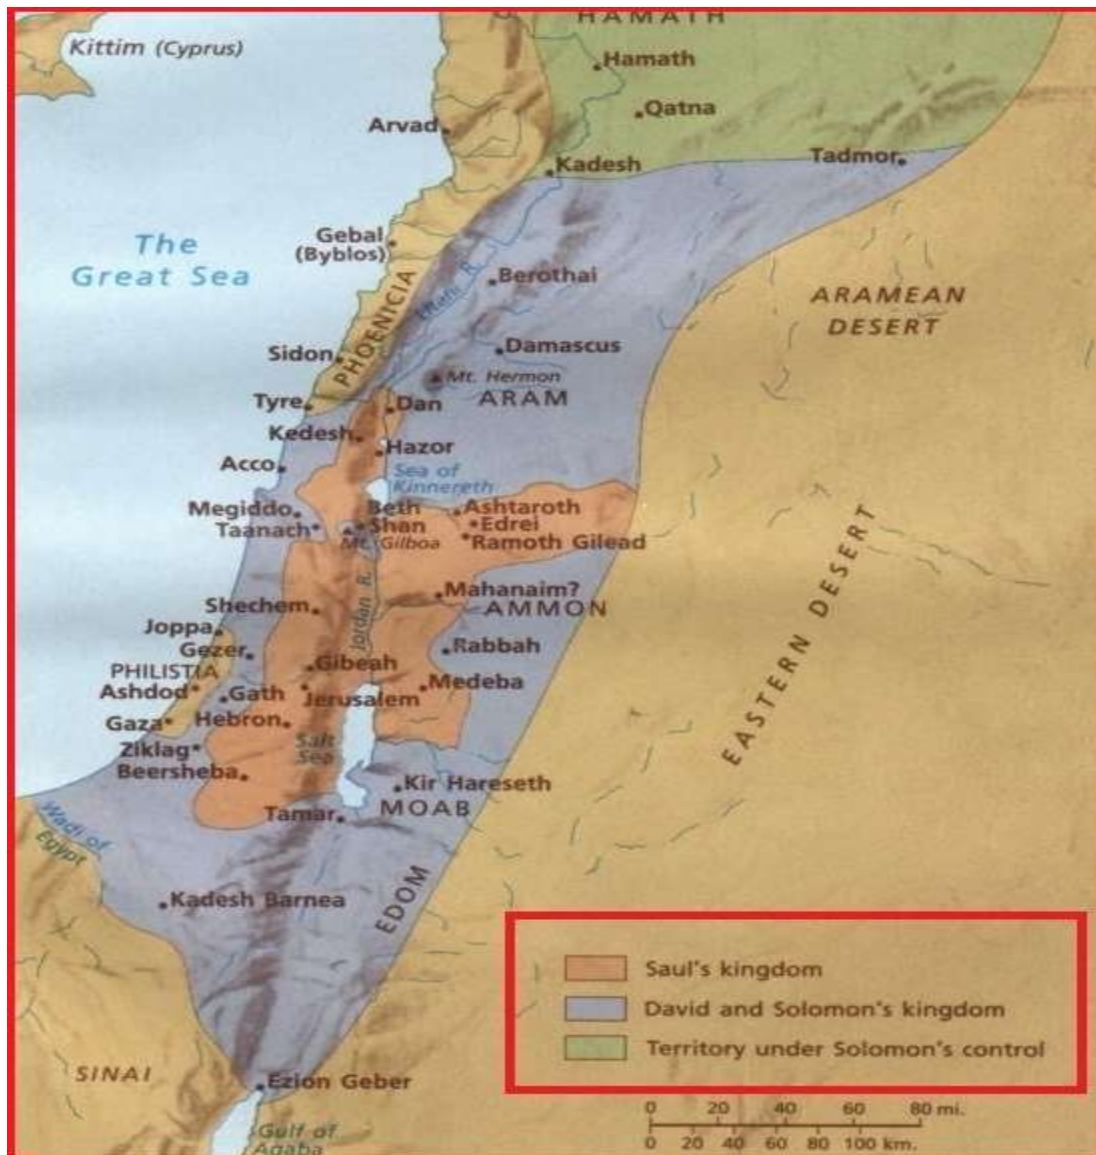 HAMATH
Kittim (Cyprus)
Hamath
Qatna
Arvad
Kadesh
Tadmor
The
Great Sea
Gebal
(Byblos)
Litani R.
Berothai
PHOENICIA
ARAMEAN
DESERT
Sidon
Damascus
Mt. Hermon
ARAM
Tyre
Dan
Kedesh
Hazor
Acco
Sea of
Kinnereth
Megiddo
Beth
Shan
Ashtaroth
Taanach
Edrei
Mt. Gilboa
Ramoth Gilead
EASTERN DESERT
Mahanaim?
Shechem
Jordan R.
AMMON
Joppa
Gezer
Rabbah
PHILISTIA
Gibeah
Ashdod
Gath
Jerusalem
Medeba
Gaza
Hebron
Ziklag
Salt
Sea
Beersheba
Kir Hareseth
MOAB
Tamar
Wadi of
Egypt
Kadesh Barnea
EDOM
Saul's kingdom
David and Solomon's kingdom
Territory under Solomon's control
SINAI
Ezion Geber
Gulf of
Aqaba
0 20 40 60 80 mi.
0 20 40 60 80 100 km.